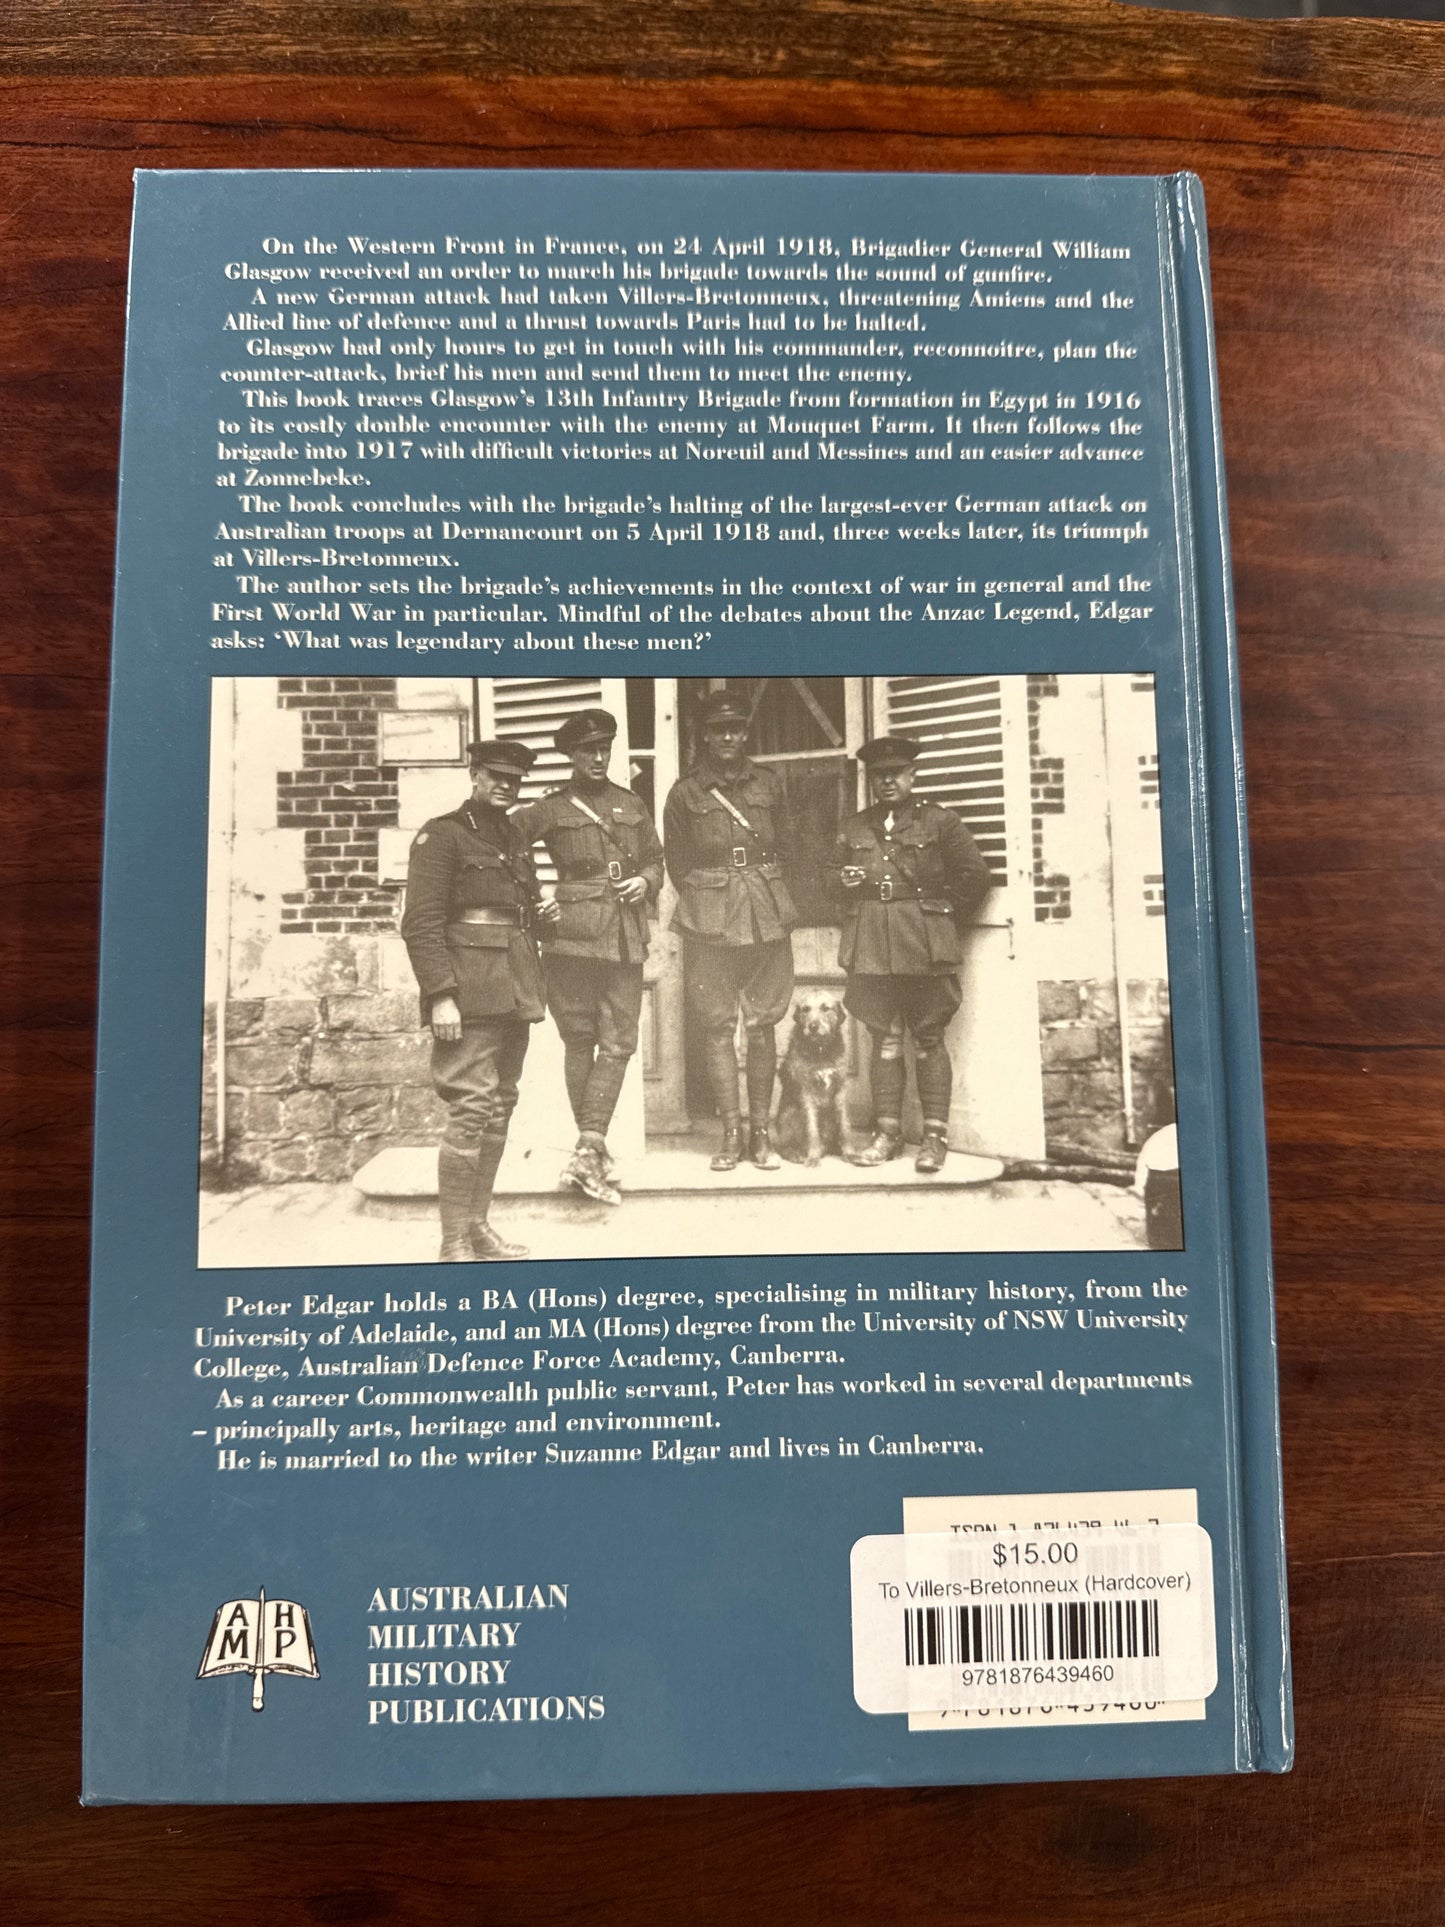 On the Western Front in France, on 24 April 1918, Brigadier General William
Glasgow received an order to march his brigade towards the sound of gunfire.
A new German attack had taken Villers-Bretonneux, threatening Amiens and the
Allied line of defence and a thrust towards Paris had to be halted.
Glasgow had only hours to get in touch with his commander, reconnoitre, plan the
counter-attack, brief his men and send them to meet the enemy.
This book traces Glasgow's 13th Infantry Brigade from formation in Egypt in 1916
to its costly double encounter with the enemy at Mouquet Farm. It then follows the
brigade into 1917 with difficult victories at Noreuil and Messines and an easier advance
at Zonnebeke.
The book concludes with the brigade's halting of the largest-ever German attack on
Australian troops at Dernancourt on 5 April 1918 and, three weeks later, its triumph
at Villers-Bretonneux.
The author sets the brigade's achievements in the context of war in general and the
First World War in particular. Mindful of the debates about the Anzac Legend, Edgar
asks: 'What was legendary about these men?'
Peter Edgar holds a BA (Hons) degree, specialising in military history, from the
University of Adelaide, and an MA (Hons) degree from the University of NSW University
College, Australian Defence Force Academy, Canberra.
As a career Commonwealth public servant, Peter has worked in several departments
– principally arts, heritage and environment.
He is married to the writer Suzanne Edgar and lives in Canberra.
A H
M P
AUSTRALIAN
MILITARY
HISTORY
PUBLICATIONS
ISBN 1 876439 46 7
$15.00
To Villers-Bretonneux (Hardcover)
9781876439460
9"781876"439460"